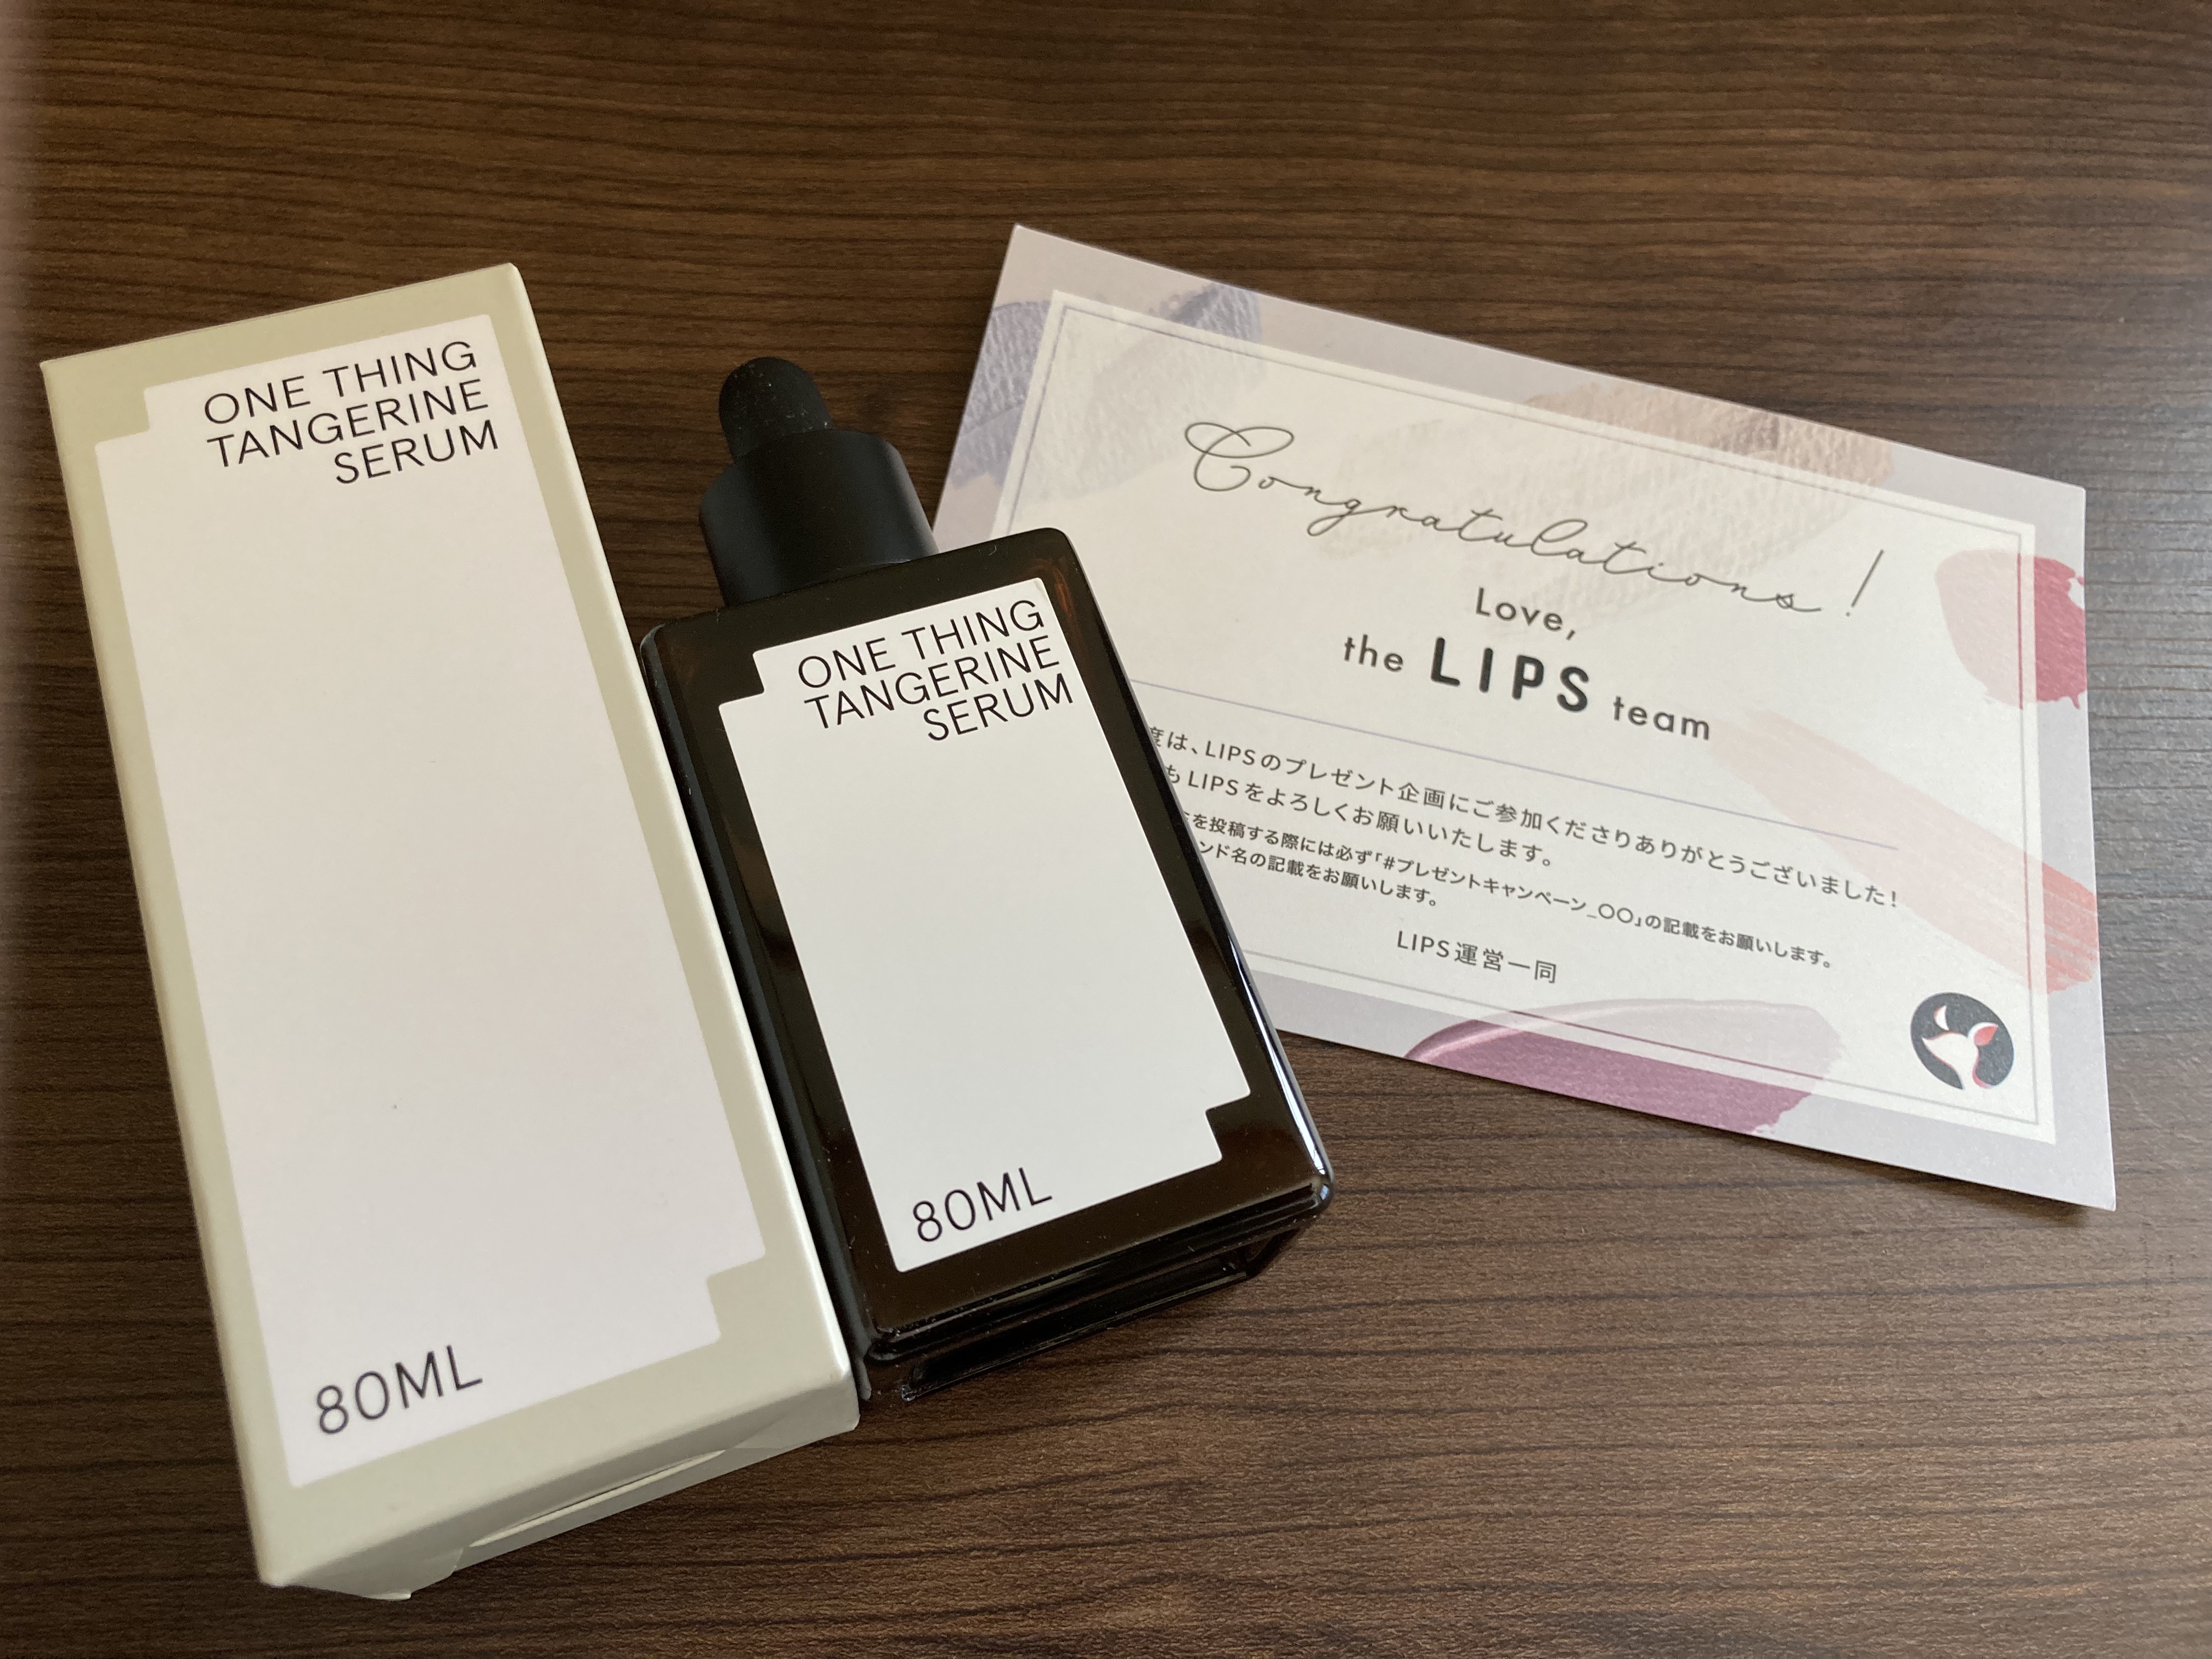 ONE THING
TANGERINE
SERUM
80ML
ONE THING
TANGERINE
SERUM
80ML
Congratulations!
Love,
the LIPS team
度は、LIPSのプレゼント企画にご参加くださりありがとうございました!
もLIPSをよろしくお願いいたします。
を投稿する際には必ず「#プレゼントキャンペーン_〇〇」の記載をお願いします。
ンド名の記載をお願いします。
LIPS運営一同